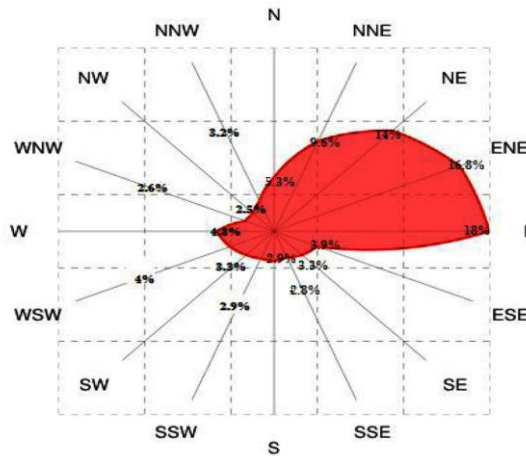 N
NNW NNE
NW NE
3.2% 9.6% 14%
WNW ENE
2.6% 5.3% 16.8%
2.5%
W 4.3% 18%
3.3% 2.9% 3.9%
3.3%
4% 2.8%
WSW 2.9% ESE
SW SE
SSW SSE
S